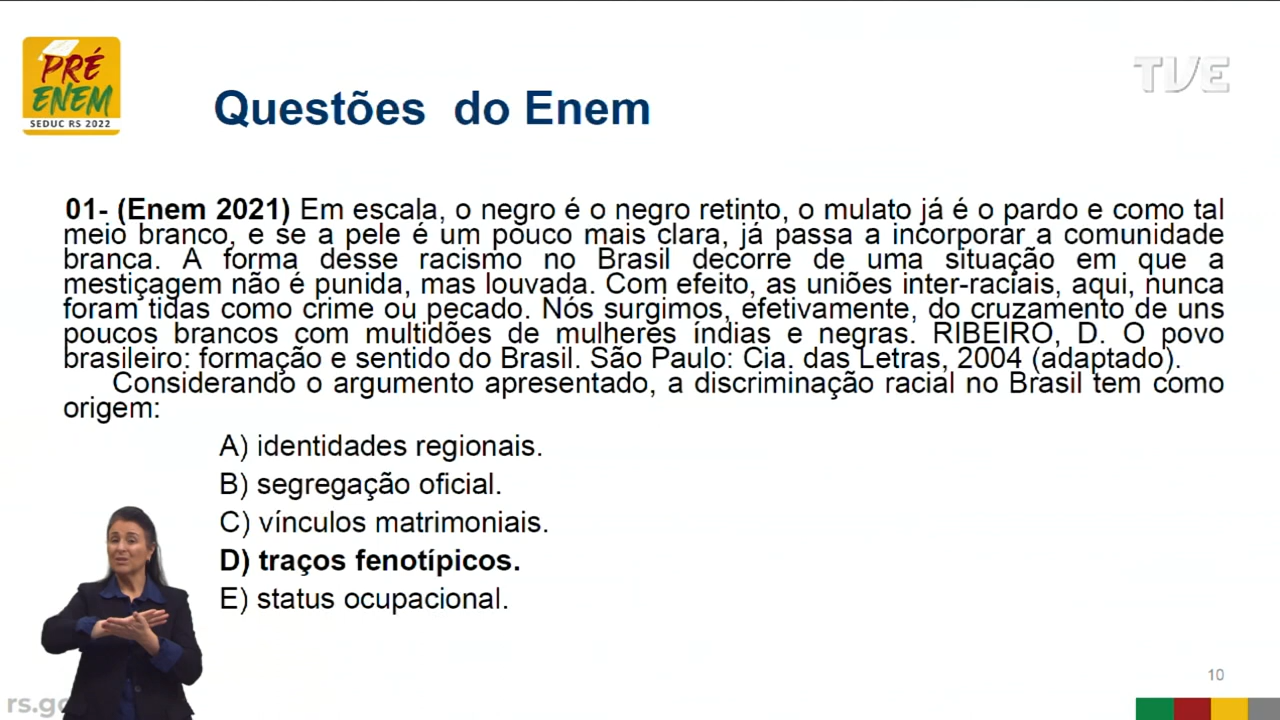 PRÉ
ENEM
SEDUC RS 2022
TVE
Questões do Enem
01- (Enem 2021) Em escala, o negro é o negro retinto, o mulato já é o pardo e como tal
meio branco, e se a pele é um pouco mais clara, já passa a incorporar a comunidade
branca. A forma desse racismo no Brasil decorre de uma situação em que a
mestiçagem não é punida, mas louvada. Com efeito, as uniões inter-raciais, aqui, nunca
foram tidas como crime ou pecado. Nós surgimos, efetivamente, do cruzamento de uns
poucos brancos com multidões de mulheres índias e negras. RIBEIRO, D. O povo
brasileiro: formação e sentido do Brasil. São Paulo: Cia. das Letras, 2004 (adaptado).
Considerando o argumento apresentado, a discriminação racial no Brasil tem como
origem:
A) identidades regionais.
B) segregação oficial.
C) vínculos matrimoniais.
D) traços fenotípicos.
E) status ocupacional.
10